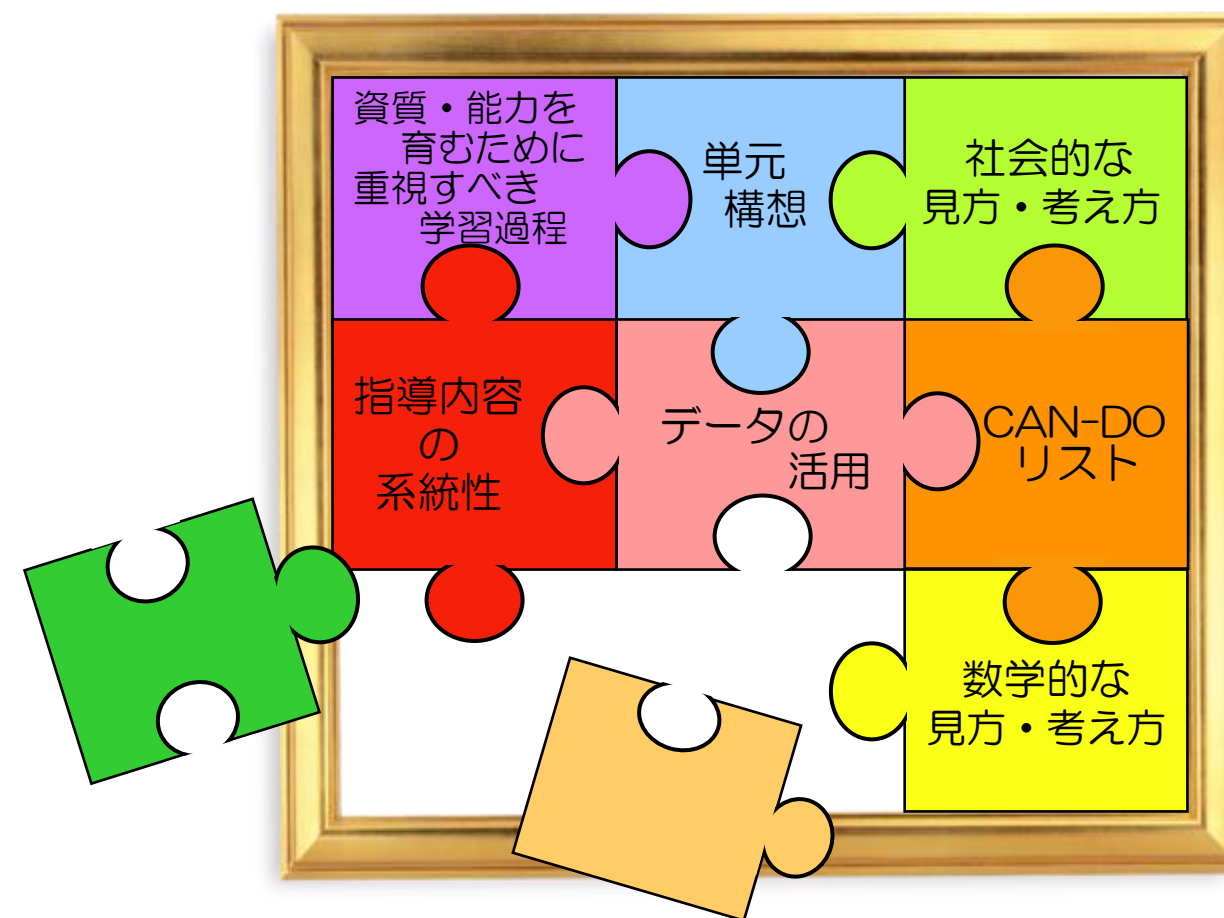 資質・能力を
育むために
重視すべき
学習過程
単元
構想
社会的な
見方・考え方
指導内容
の
系統性
データの
活用
CAN-DO
リスト
数学的な
見方・考え方